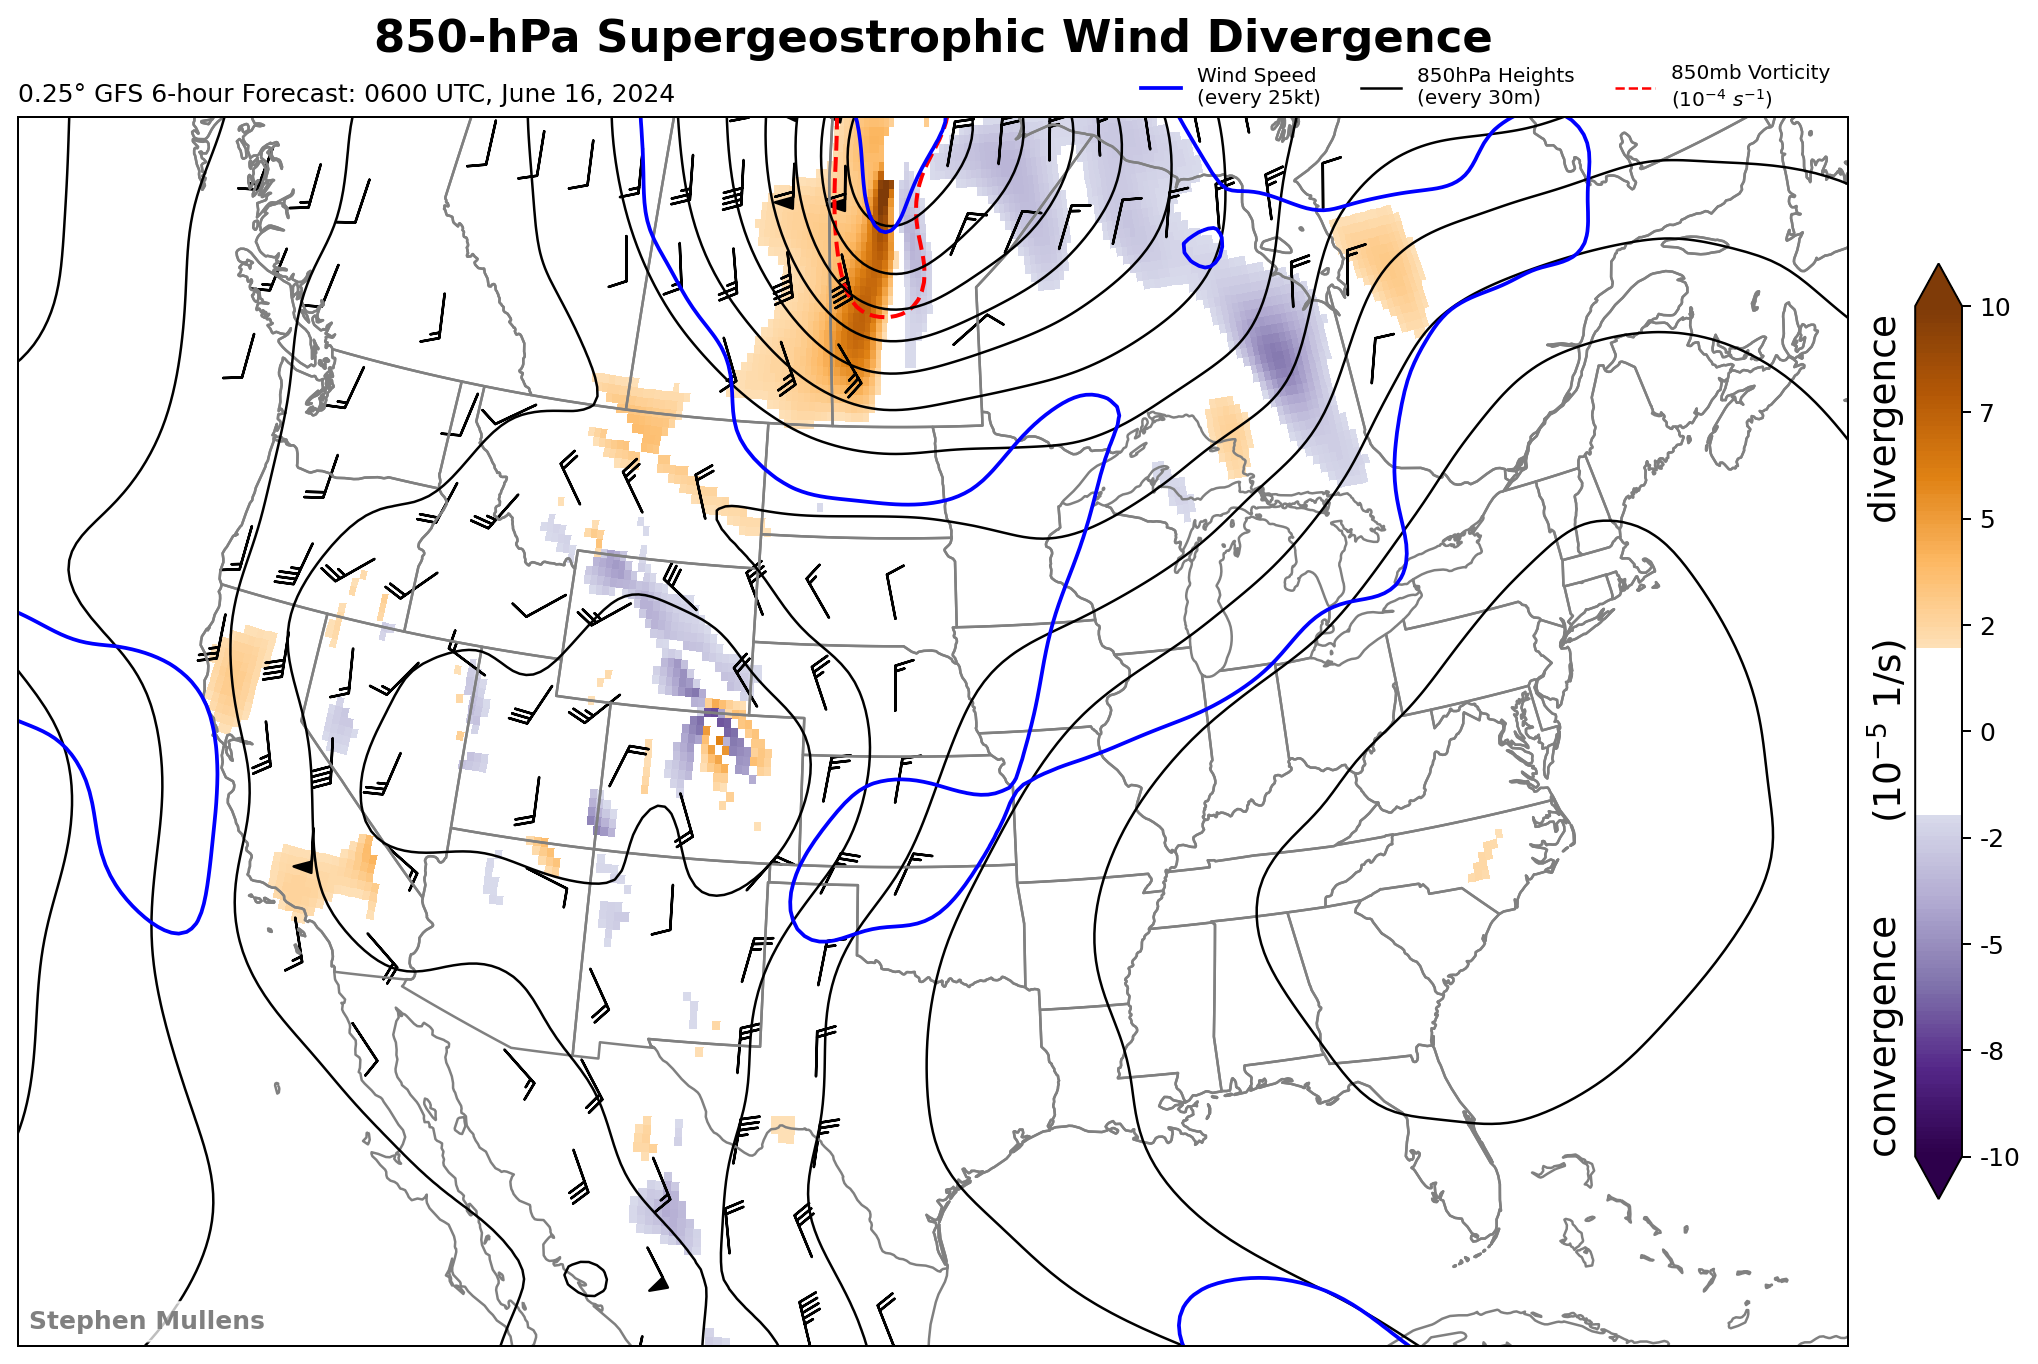 850-hPa Supergeostrophic Wind Divergence
0.25° GFS 6-hour Forecast: 0600 UTC, June 16, 2024
Wind Speed
(every 25kt)
850hPa Heights
(every 30m)
850mb Vorticity
(10⁻⁴ s⁻¹)
10
7
5
2
0
-2
-5
-8
-10
divergence
(10⁻⁵ 1/s)
convergence
Stephen Mullens